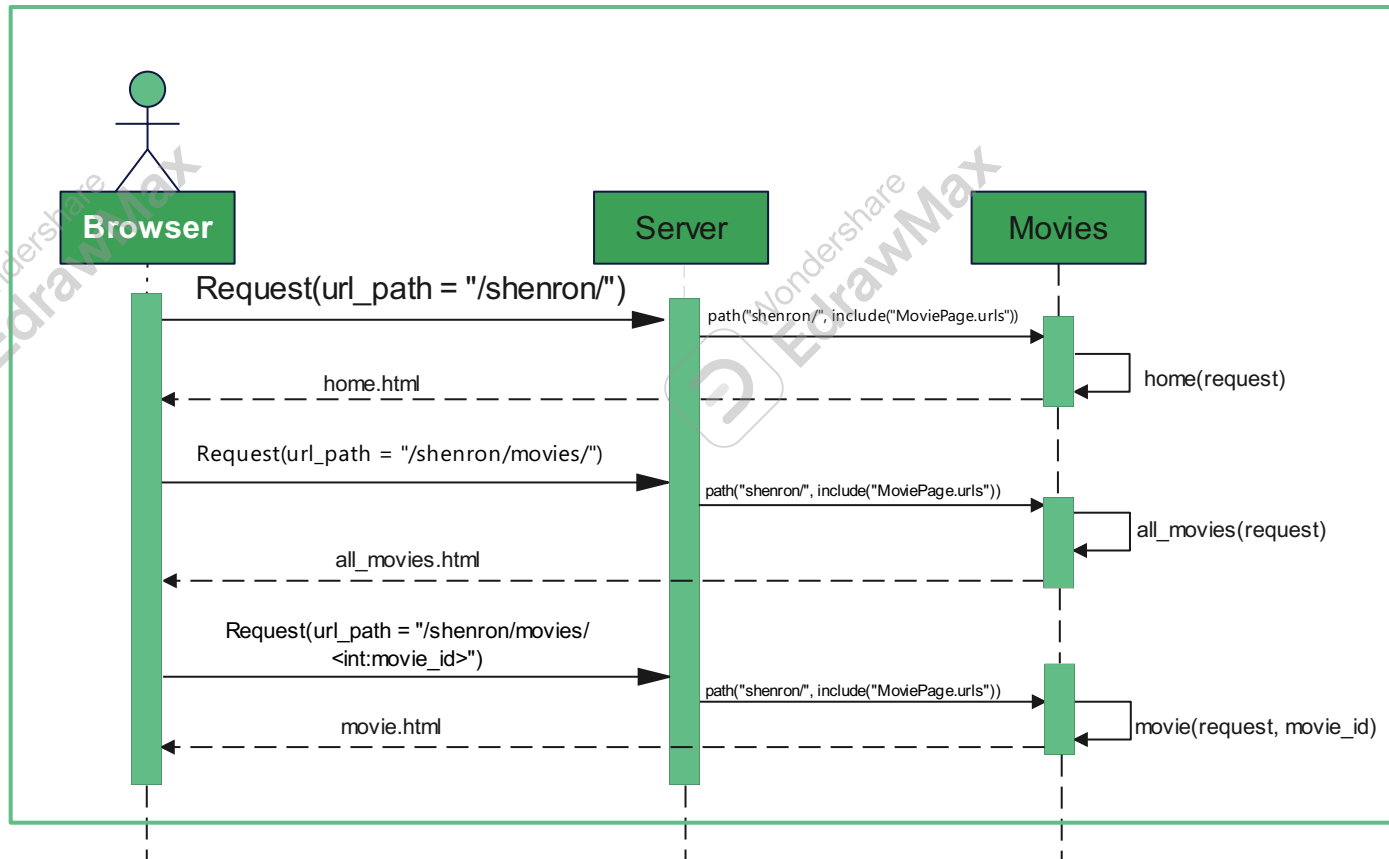 Browser
Server
Movies
Request(url_path = "/shenron/")
path("shenron/", include("MoviePage.urls"))
home(request)
home.html
Request(url_path = "/shenron/movies/")
path("shenron/", include("MoviePage.urls"))
all_movies(request)
all_movies.html
Request(url_path = "/shenron/movies/
<int:movie_id>")
path("shenron/", include("MoviePage.urls"))
movie(request, movie_id)
movie.html
Wondershare
EdrawMax
Wondershare
EdrawMax